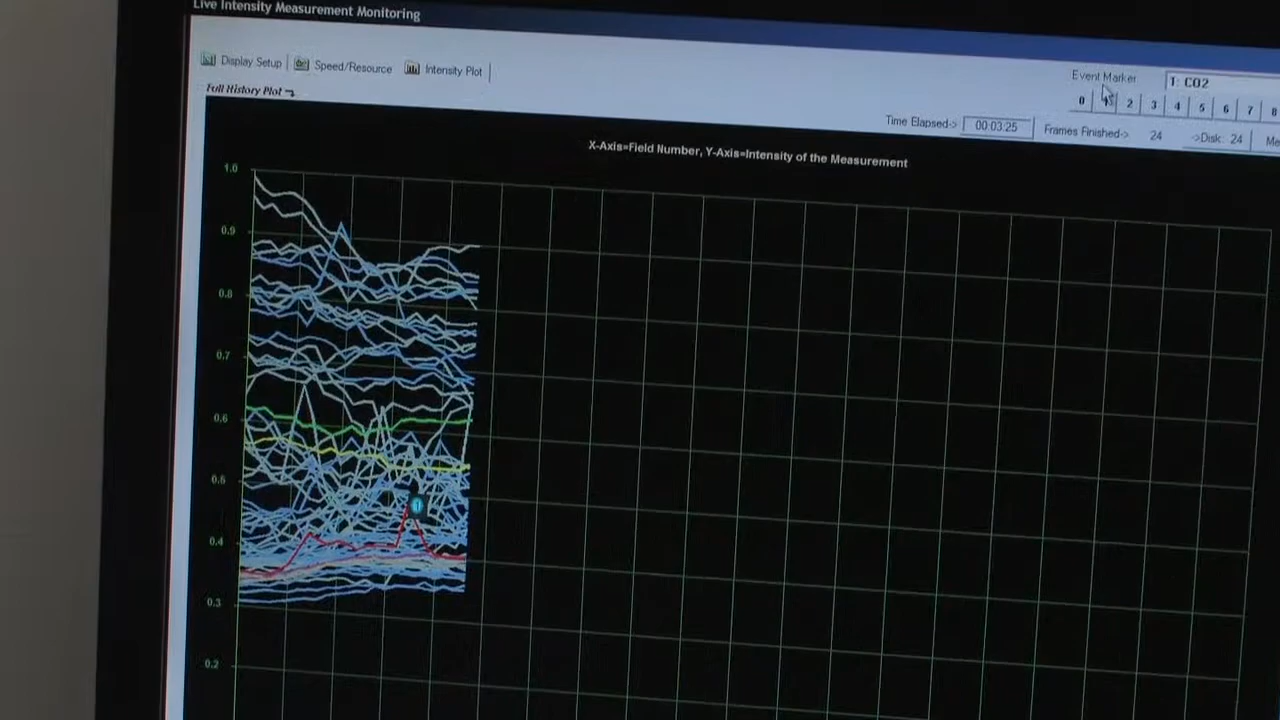 Live Intensity Measurement Monitoring
Display Setup Speed/Resource Intensity Plot
Event Marker 1: CO2
Full History Plot
0 2 3 4 5 6 7 8
Time Elapsed-> 00:03:25 Frames Finished-> 24 ->Disk: 24
X-Axis=Field Number, Y-Axis=Intensity of the Measurement
1.0
0.9
0.8
0.7
0.6
0.5
0.4
0.3
0.2